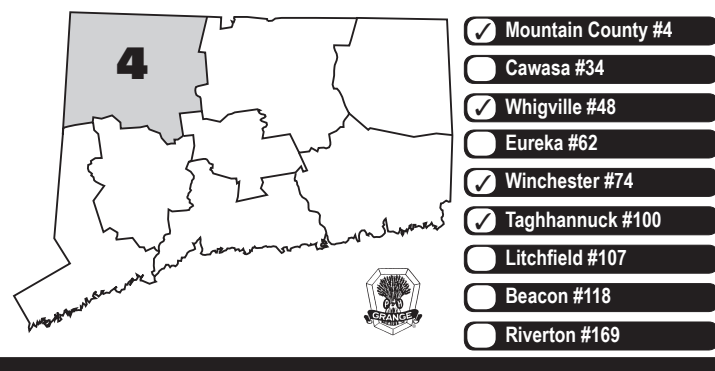 4
✓ Mountain County #4
Cawasa #34
✓ Whigville #48
Eureka #62
✓ Winchester #74
✓ Taghhannuck #100
Litchfield #107
Beacon #118
Riverton #169
GRANGE